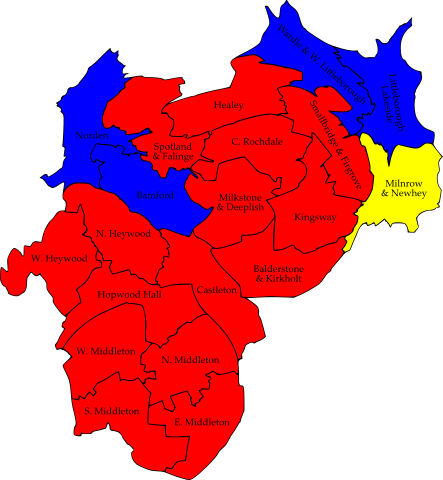 Wardle & W. Littleborough
Littleborough
Lakeside
Healey
Smallbridge & Firgrove
Norden
Spotland
& Falinge
C. Rochdale
Bamford
Milkstone
& Deeplish
Kingsway
Milnrow
& Newhey
N. Heywood
W. Heywood
Balderstone
& Kirkholt
Hopwood Hall
Castleton
W. Middleton
N. Middleton
S. Middleton
E. Middleton